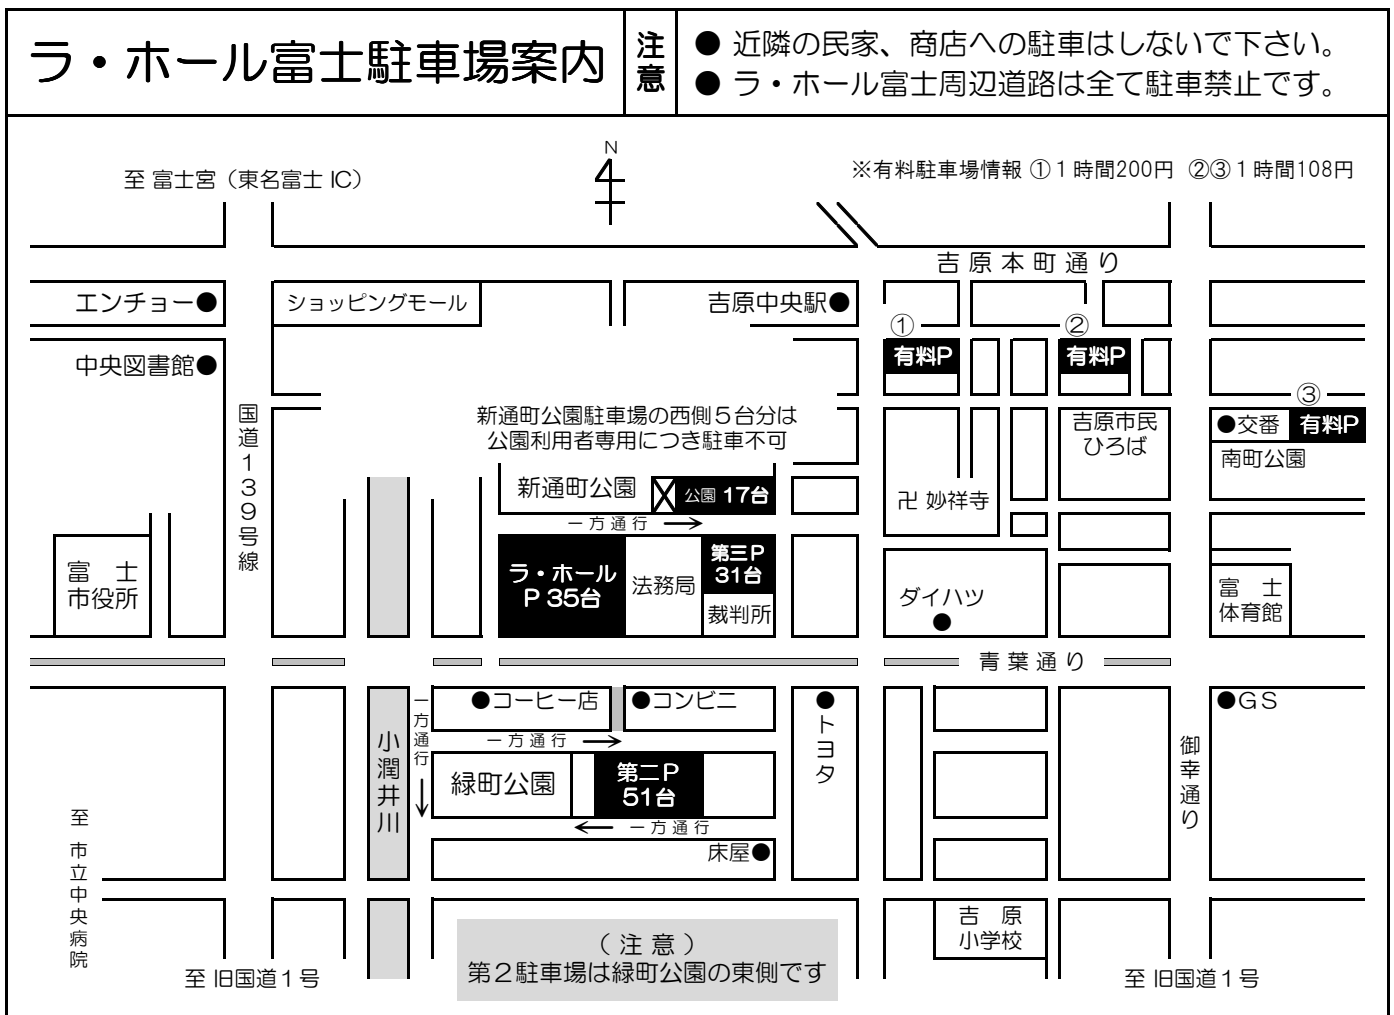 ラ・ホール富士駐車場案内
注意
● 近隣の民家、商店への駐車はしないで下さい。
● ラ・ホール富士周辺道路は全て駐車禁止です。
至 富士宮（東名富士 IC）
N
※有料駐車場情報 ①１時間200円 ②③１時間108円
吉原本町通り
エンチョー●
ショッピングモール
吉原中央駅●
①
②
有料P
有料P
中央図書館●
国道139号線
新通町公園駐車場の西側５台分は
公園利用者専用につき駐車不可
③
吉原市民
ひろば
●交番
有料P
南町公園
新通町公園
公園 17台
卍 妙祥寺
一方通行 →
富　士
市役所
ラ・ホール
P 35台
法務局
第三P
31台
裁判所
ダイハツ
●
富　士
体育館
青葉通り
一方通行
↓
●コーヒー店
●コンビニ
●トヨタ
●GS
一方通行 →
小潤井川
緑町公園
第二P
51台
御幸通り
← 一方通行
至 市立中央病院
床屋●
吉　原
小学校
（注意）
第２駐車場は緑町公園の東側です
至 旧国道１号
至 旧国道１号